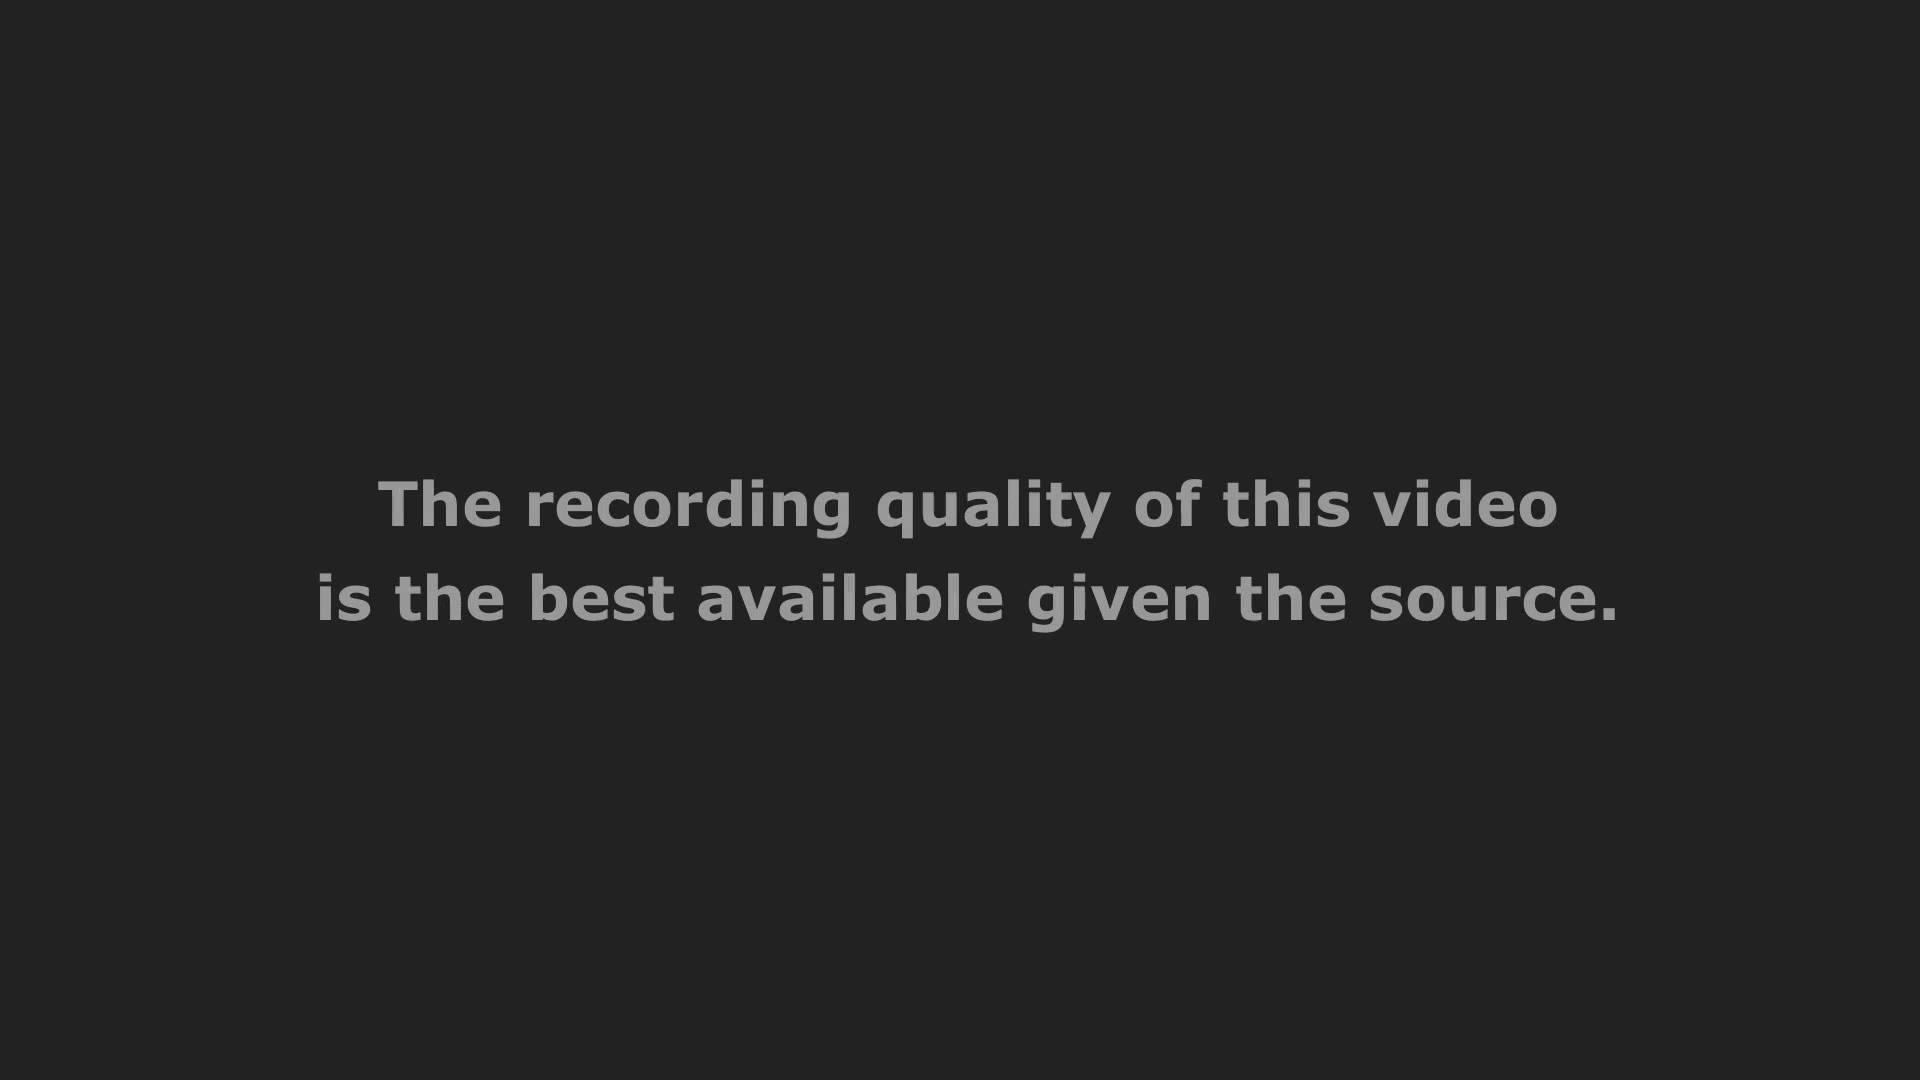 The recording quality of this video
is the best available given the source.